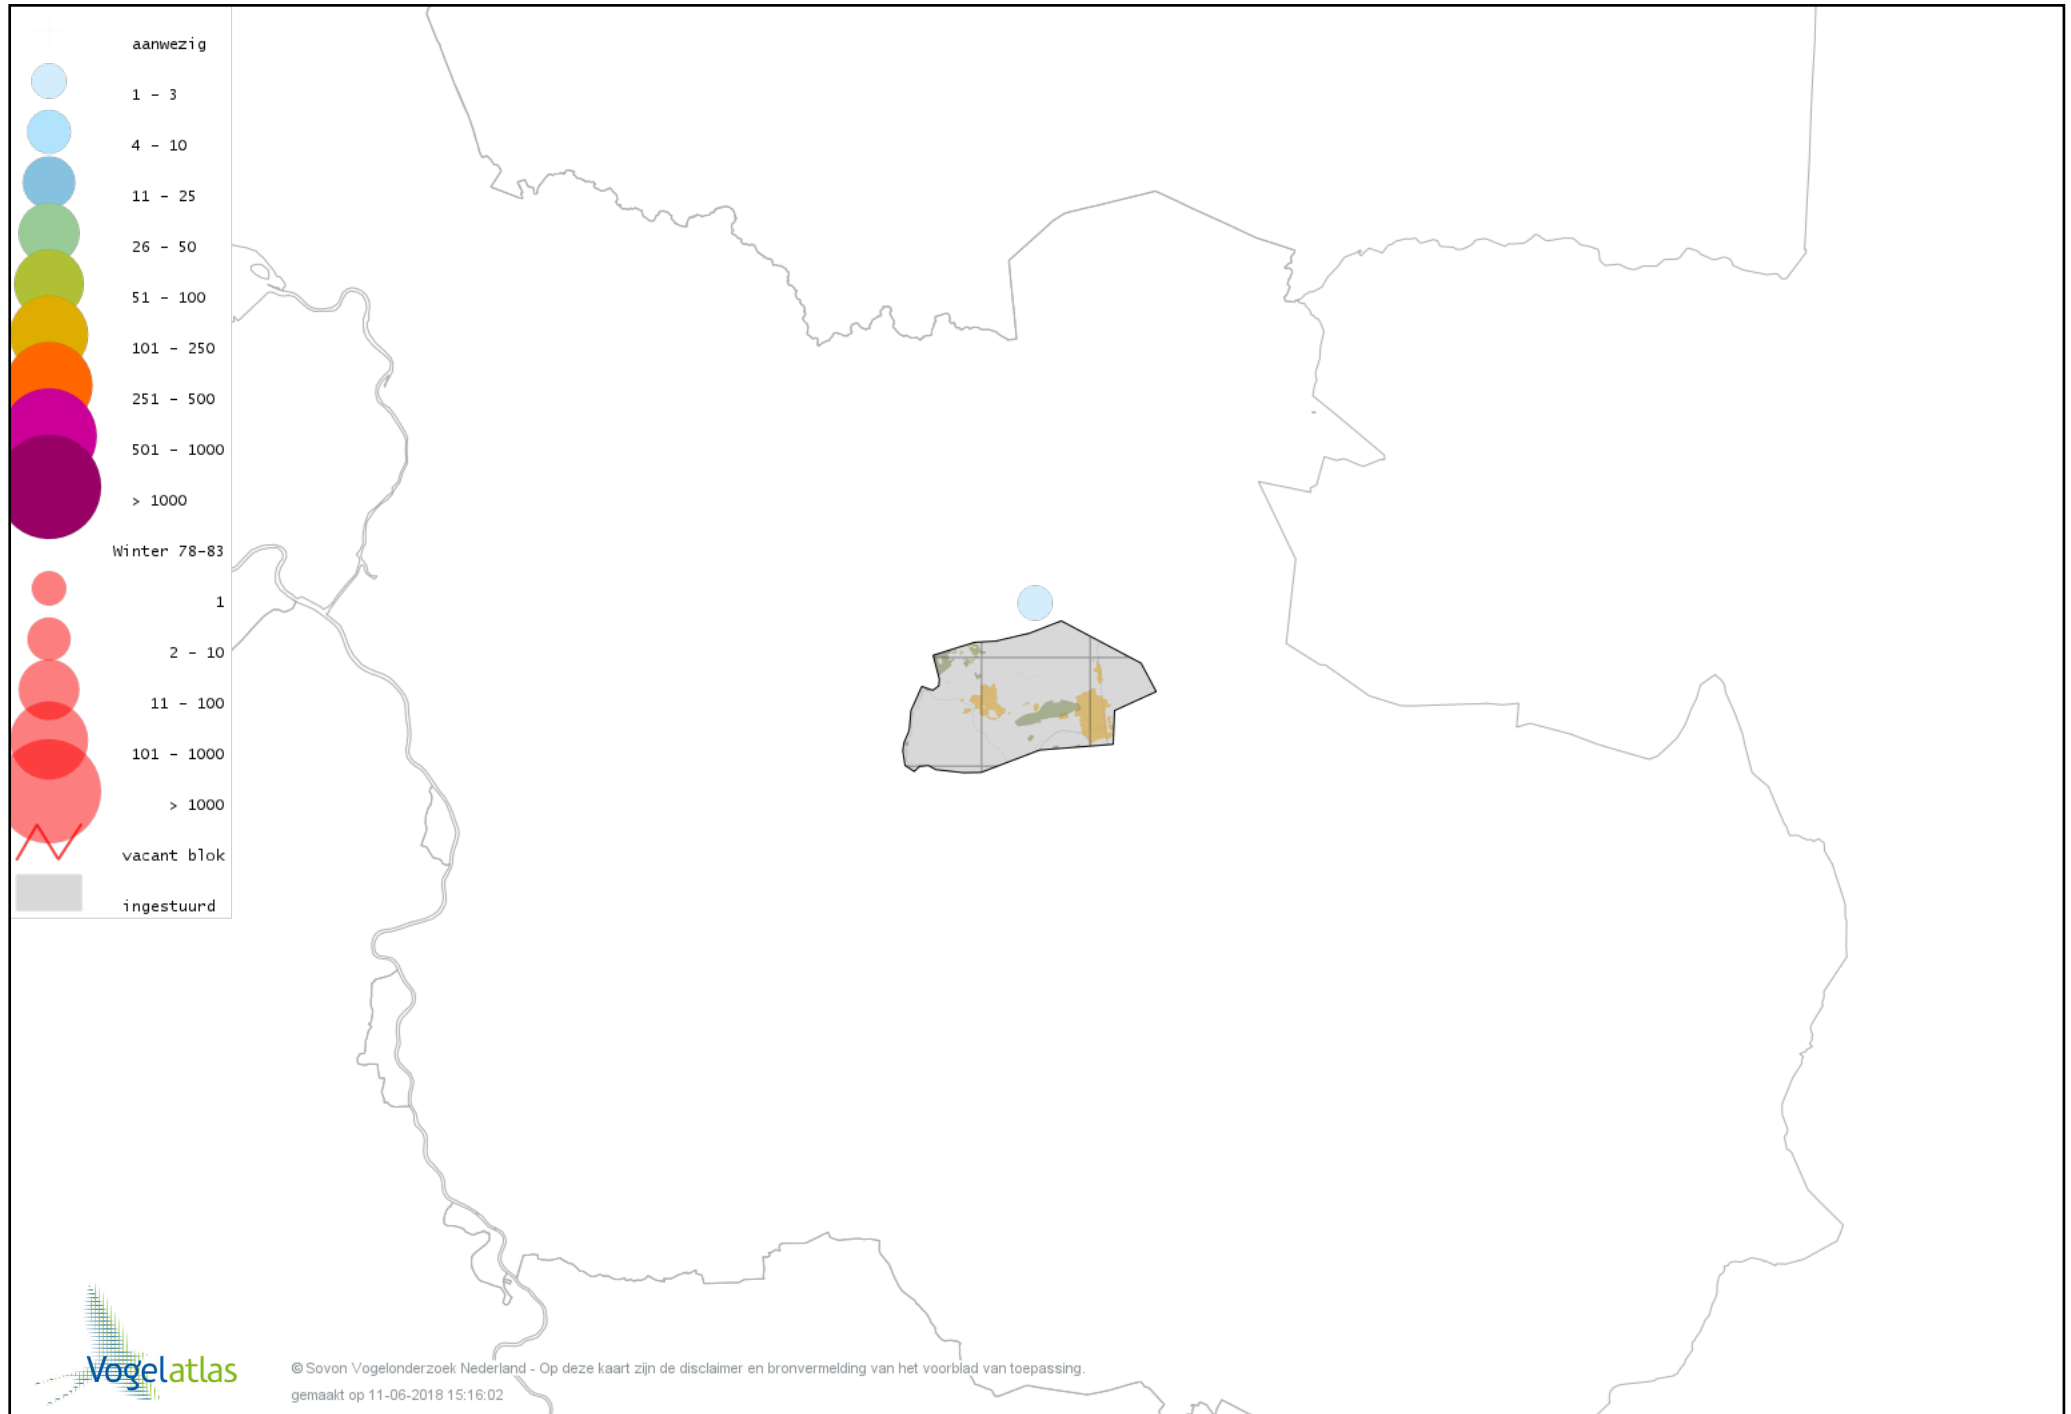 aanwezig
1 - 3
4 - 10
11 - 25
26 - 50
51 - 100
101 - 250
251 - 500
501 - 1000
> 1000
Winter 78-83
1
2 - 10
11 - 100
101 - 1000
> 1000
vacant blok
ingestuurd
Vogelatlas
© Sovon Vogelonderzoek Nederland - Op deze kaart zijn de disclaimer en bronvermelding van het voorblad van toepassing.
gemaakt op 11-06-2018 15:16:02